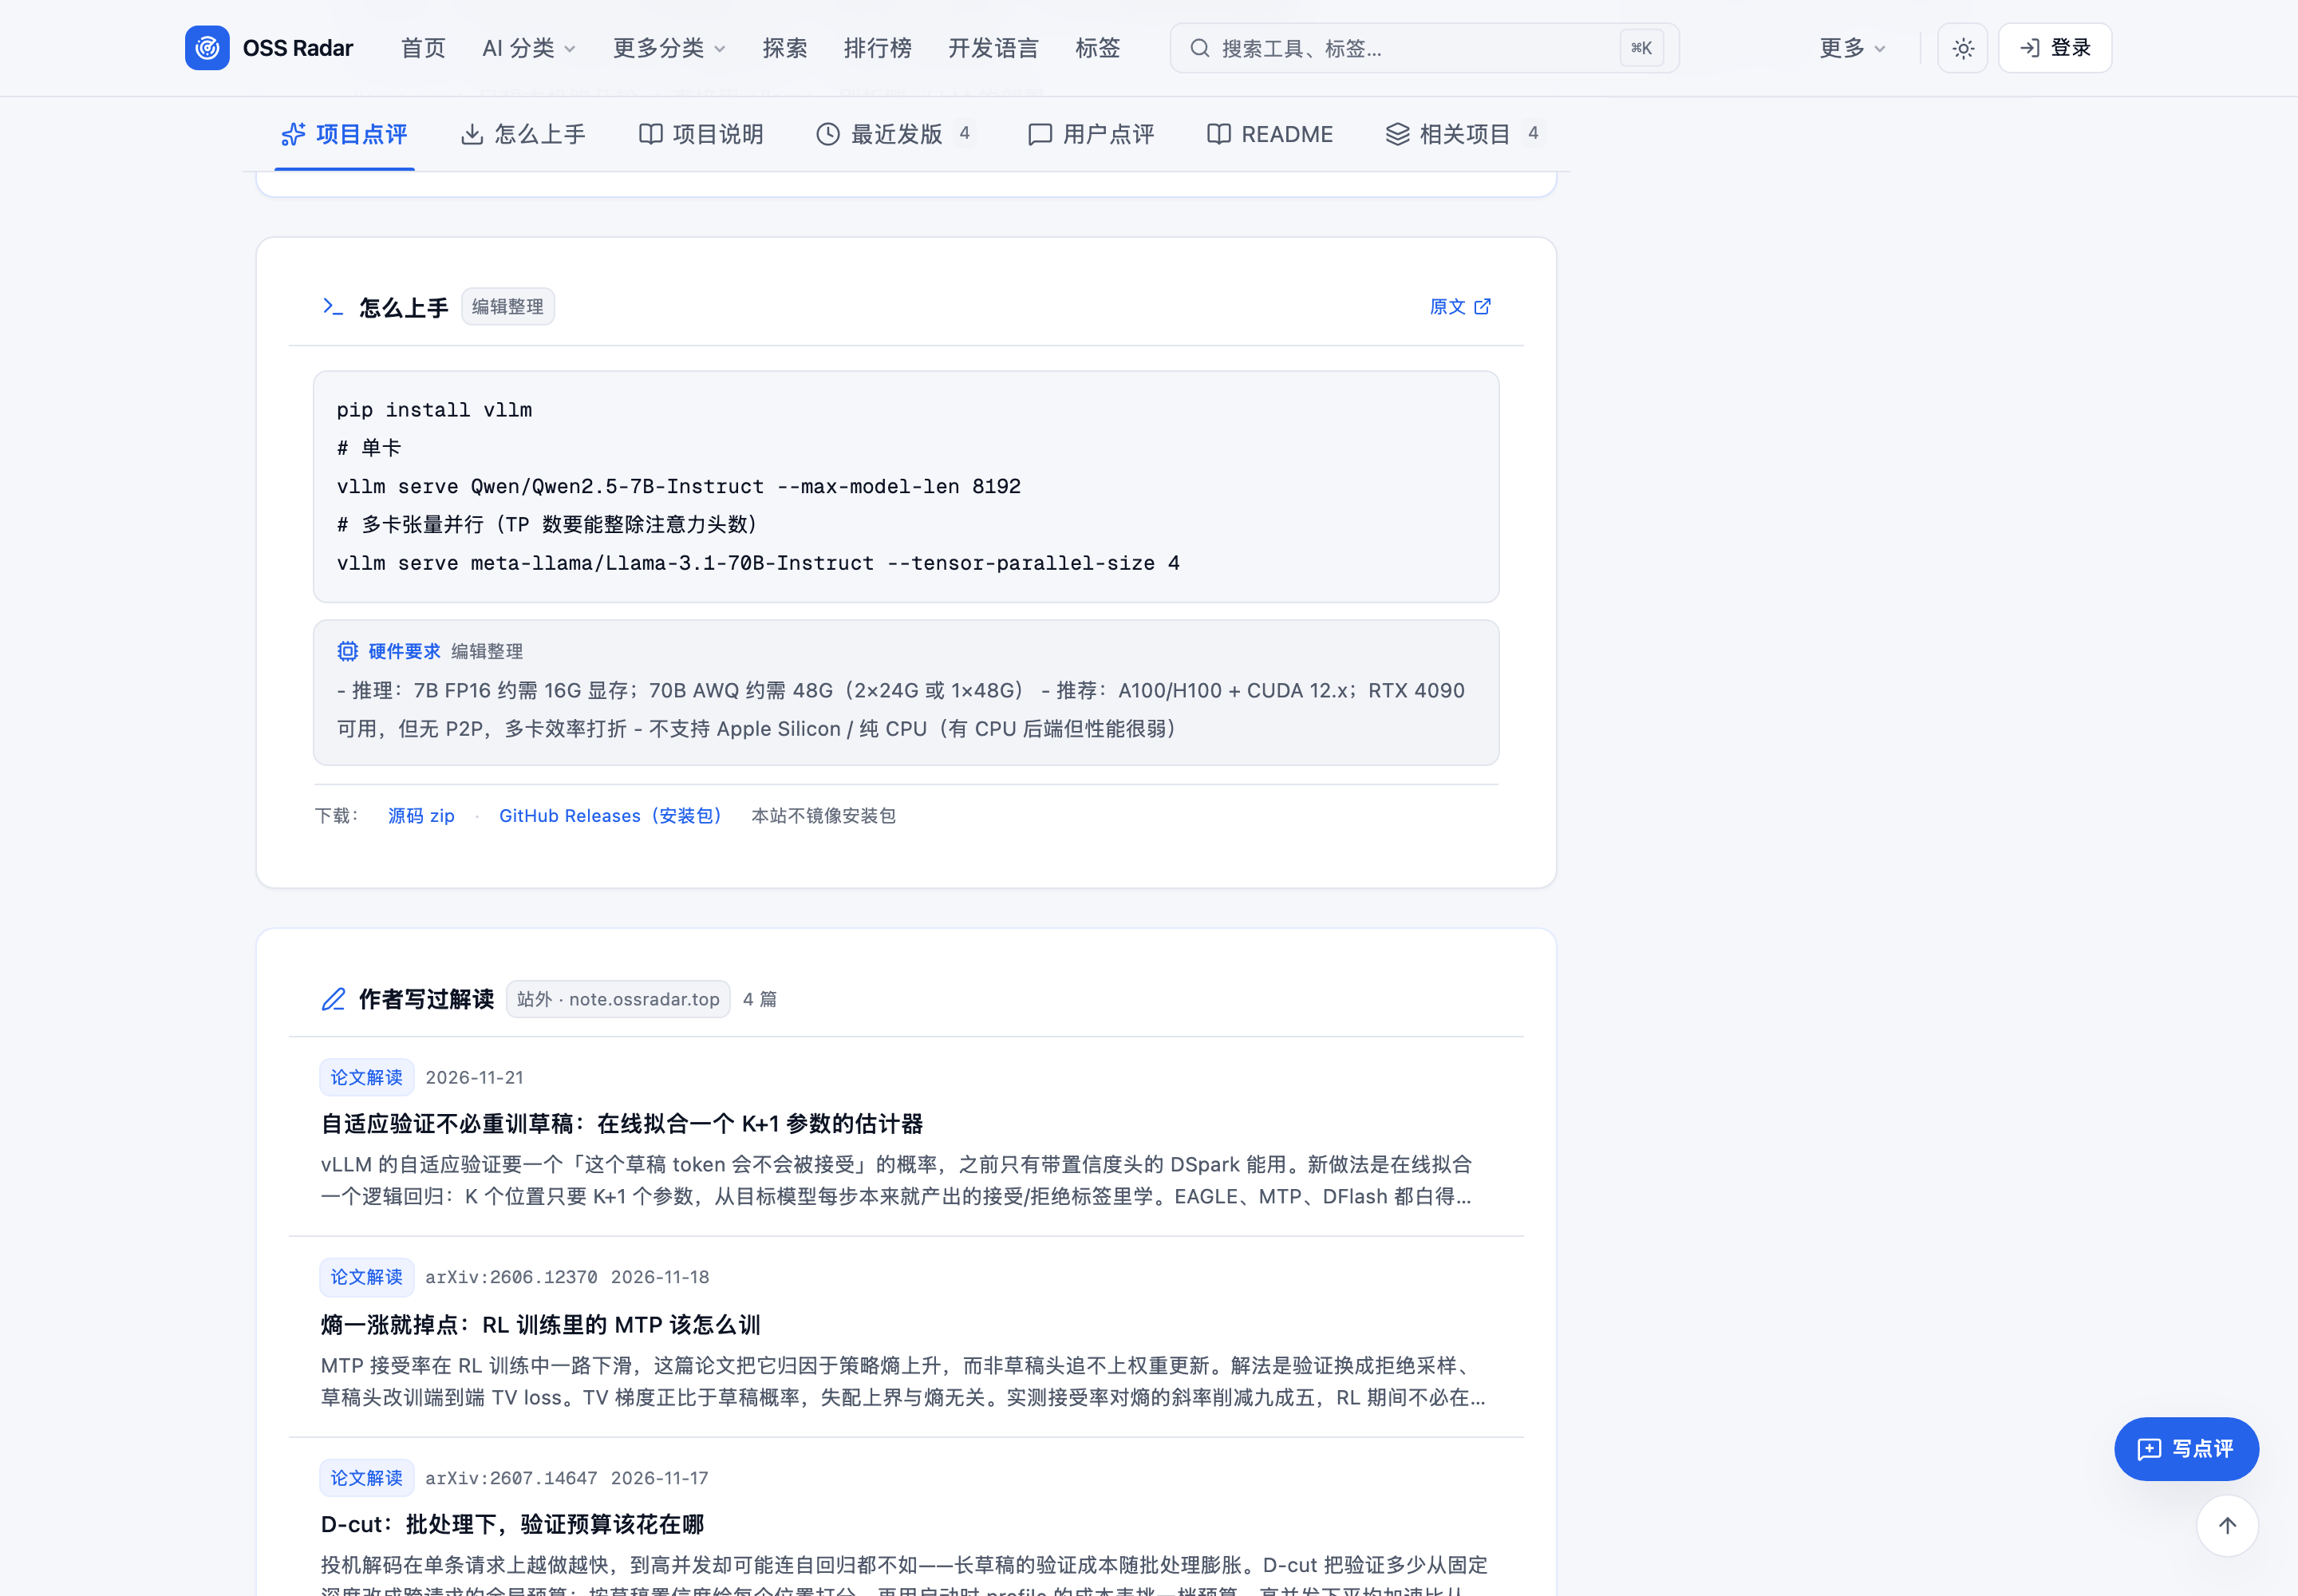 OSS Radar 首页 AI 分类 更多分类 探索 排行榜 开发语言 标签 搜索工具、标签... ⌘K 更多 登录
项目点评 怎么上手 项目说明 最近发版 4 用户点评 README 相关项目 4
怎么上手 编辑整理 原文
pip install vllm
# 单卡
vllm serve Qwen/Qwen2.5-7B-Instruct --max-model-len 8192
# 多卡张量并行（TP 数要能整除注意力头数）
vllm serve meta-llama/Llama-3.1-70B-Instruct --tensor-parallel-size 4
硬件要求 编辑整理
- 推理：7B FP16 约需 16G 显存；70B AWQ 约需 48G（2×24G 或 1×48G） - 推荐：A100/H100 + CUDA 12.x；RTX 4090
可用，但无 P2P，多卡效率打折 - 不支持 Apple Silicon / 纯 CPU（有 CPU 后端但性能很弱）
下载： 源码 zip · GitHub Releases（安装包） 本站不镜像安装包
作者写过解读 站外 · note.ossradar.top 4 篇
论文解读 2026-11-21
自适应验证不必重训草稿：在线拟合一个 K+1 参数的估计器
vLLM 的自适应验证要一个「这个草稿 token 会不会被接受」的概率，之前只有带置信度头的 DSpark 能用。新做法是在线拟合
一个逻辑回归：K 个位置只要 K+1 个参数，从目标模型每步本来就产出的接受/拒绝标签里学。EAGLE、MTP、DFlash 都白得...
论文解读 arXiv:2606.12370 2026-11-18
熵一涨就掉点：RL 训练里的 MTP 该怎么训
MTP 接受率在 RL 训练中一路下滑，这篇论文把它归因于策略熵上升，而非草稿头追不上权重更新。解法是验证换成拒绝采样、
草稿头改训端到端 TV loss。TV 梯度正比于草稿概率，失配上界与熵无关。实测接受率对熵的斜率削减九成五，RL 期间不必在...
论文解读 arXiv:2607.14647 2026-11-17
D-cut：批处理下，验证预算该花在哪
投机解码在单条请求上越做越快，到高并发却可能连自回归都不如——长草稿的验证成本随批处理膨胀。D-cut 把验证多少从固定
写点评